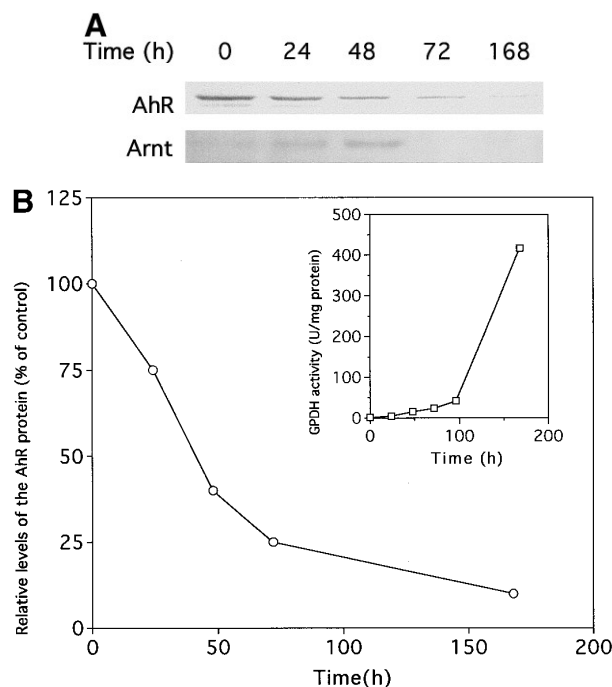 A
Time (h) 0 24 48 72 168
AhR
Arnt
B
Relative levels of the AhR protein (% of control)
125
100
75
50
25
0
0 50 100 150 200
Time(h)
GPDH activity (U/mg protein)
500
400
300
200
100
0
0 100 200
Time (h)